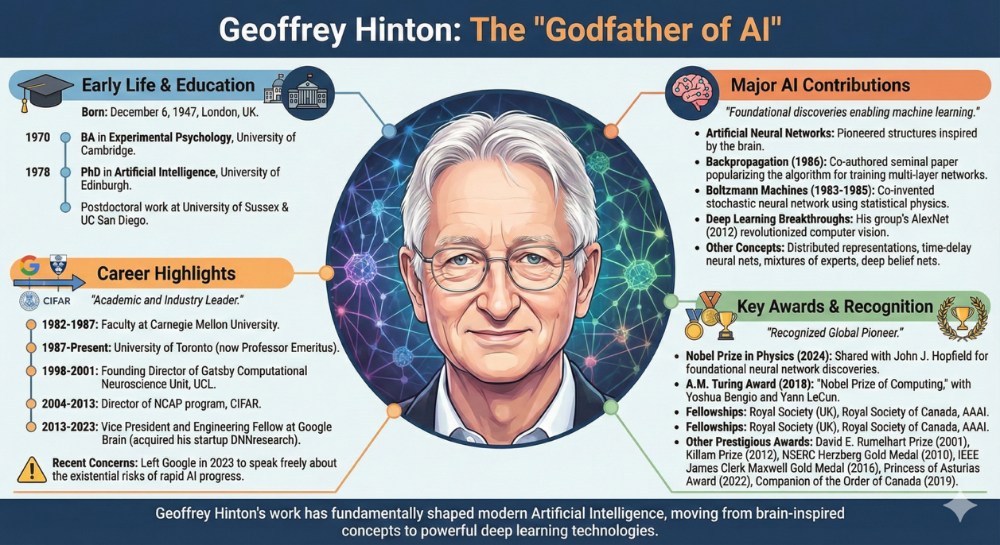 Geoffrey Hinton: The "Godfather of AI"
Early Life & Education
Born: December 6, 1947, London, UK.
1970 BA in Experimental Psychology, University of
Cambridge.
1978 PhD in Artificial Intelligence, University of
Edinburgh.
Postdoctoral work at University of Sussex &
UC San Diego.
Career Highlights
CIFAR
"Academic and Industry Leader."
1982-1987: Faculty at Carnegie Mellon University.
1987-Present: University of Toronto (now Professor Emeritus).
1998-2001: Founding Director of Gatsby Computational
Neuroscience Unit, UCL.
2004-2013: Director of NCAP program, CIFAR.
2013-2023: Vice President and Engineering Fellow at Google
Brain (acquired his startup DNNresearch).
Recent Concerns: Left Google in 2023 to speak freely about
the existential risks of rapid AI progress.
Major AI Contributions
"Foundational discoveries enabling machine learning."
• Artificial Neural Networks: Pioneered structures inspired
by the brain.
• Backpropagation (1986): Co-authored seminal paper
popularizing the algorithm for training multi-layer networks.
• Boltzmann Machines (1983-1985): Co-invented
stochastic neural network using statistical physics.
• Deep Learning Breakthroughs: His group's AlexNet
(2012) revolutionized computer vision.
• Other Concepts: Distributed representations, time-delay
neural nets, mixtures of experts, deep belief nets.
Key Awards & Recognition
"Recognized Global Pioneer."
• Nobel Prize in Physics (2024): Shared with John J. Hopfield for
foundational neural network discoveries.
• A.M. Turing Award (2018): "Nobel Prize of Computing," with
Yoshua Bengio and Yann LeCun.
• Fellowships: Royal Society (UK), Royal Society of Canada, AAAI.
• Fellowships: Royal Society (UK), Royal Society of Canada, AAAI.
• Other Prestigious Awards: David E. Rumelhart Prize (2001),
Killam Prize (2012), NSERC Herzberg Gold Medal (2010), IEEE
James Clerk Maxwell Gold Medal (2016), Princess of Asturias
Award (2022), Companion of the Order of Canada (2019).
Geoffrey Hinton's work has fundamentally shaped modern Artificial Intelligence, moving from brain-inspired
concepts to powerful deep learning technologies.